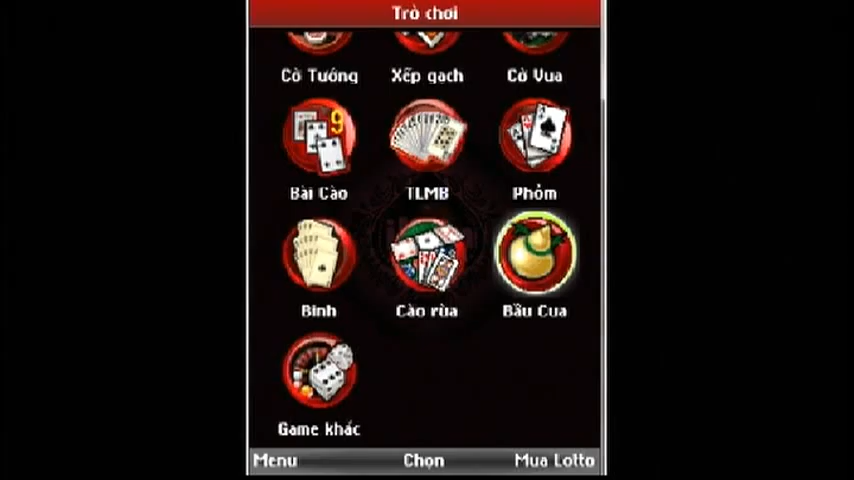 Trò chơi
Cờ Tướng Xếp gạch Cờ Vua
9
Bài Cào TLMB Phỏm
Binh Cào rùa Bầu Cua
Game khác
Menu Chọn Mua Lotto